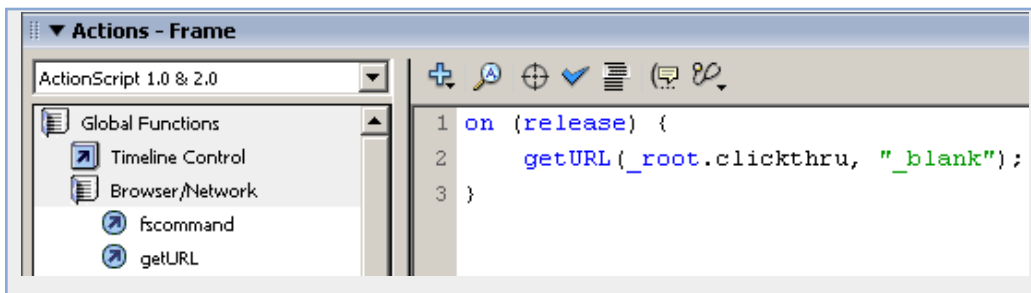 Actions - Frame
ActionScript 1.0 & 2.0
Global Functions
Timeline Control
Browser/Network
fscommand
getURL
1 on (release) {
2 getURL(_root.clickthru, "_blank");
3 }